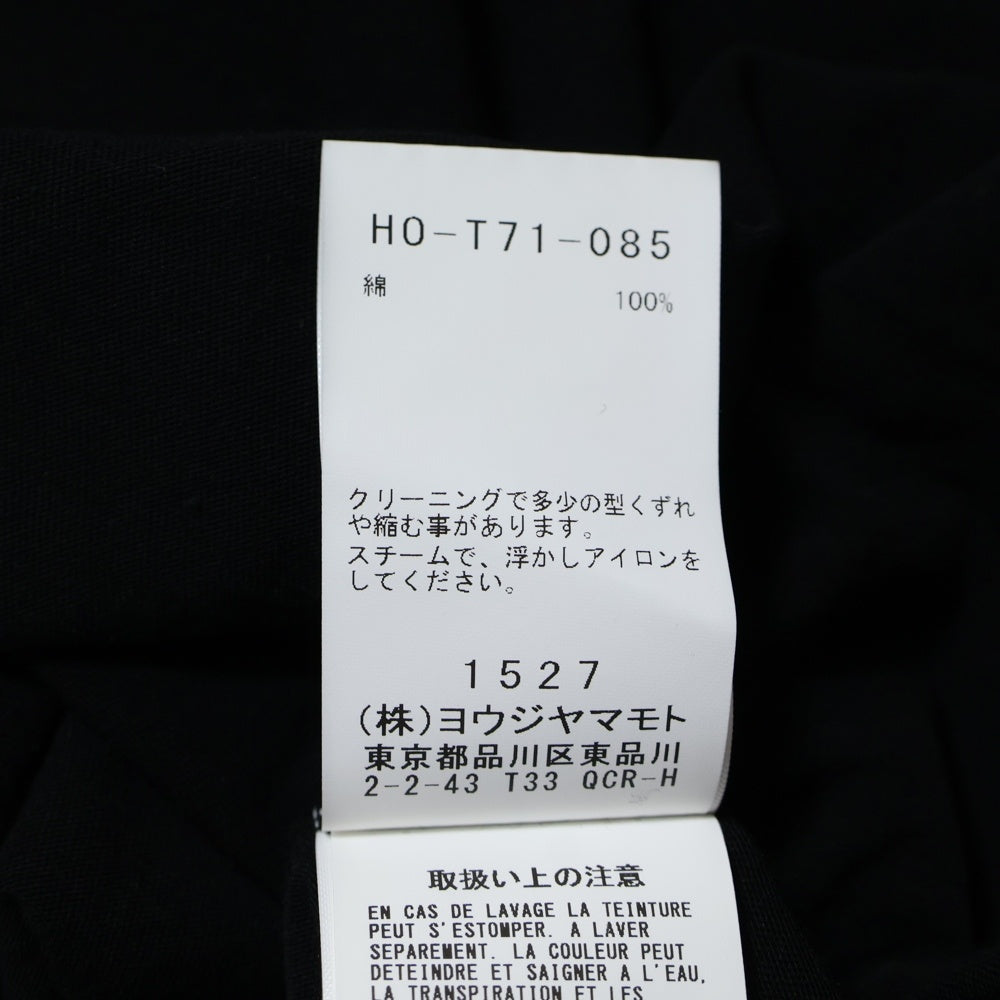 HO-T71-085
綿 100%
クリーニングで多少の型くずれ
や縮む事があります。
スチームで、浮かしアイロンを
してください。
1527
(株)ヨウジヤマモト
東京都品川区東品川
2-2-43 T33 QCR-H
取扱い上の注意
EN CAS DE LAVAGE LA TEINTURE
PEUT S'ESTOMPER. A LAVER
SEPAREMENT. LA COULEUR PEUT
DETEINDRE ET SAIGNER A L'EAU,
LA TRANSPIRATION ET LES